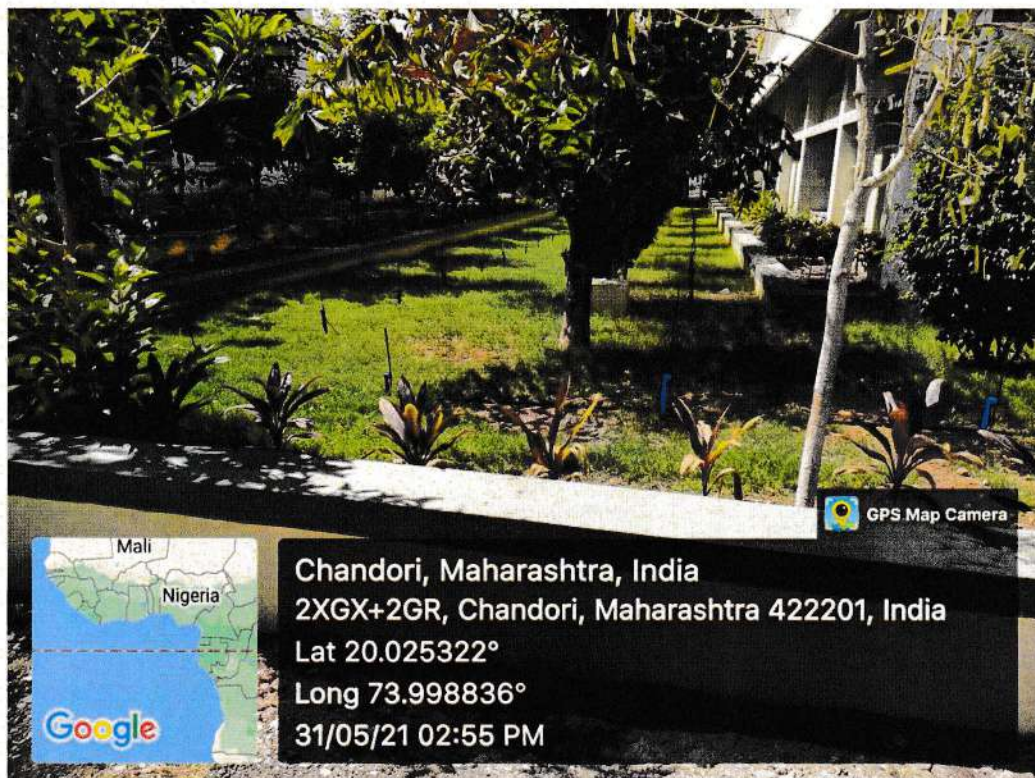 GPS Map Camera
Mali
Nigeria
Google
Chandori, Maharashtra, India
2XGX+2GR, Chandori, Maharashtra 422201, India
Lat 20.025322°
Long 73.998836°
31/05/21 02:55 PM